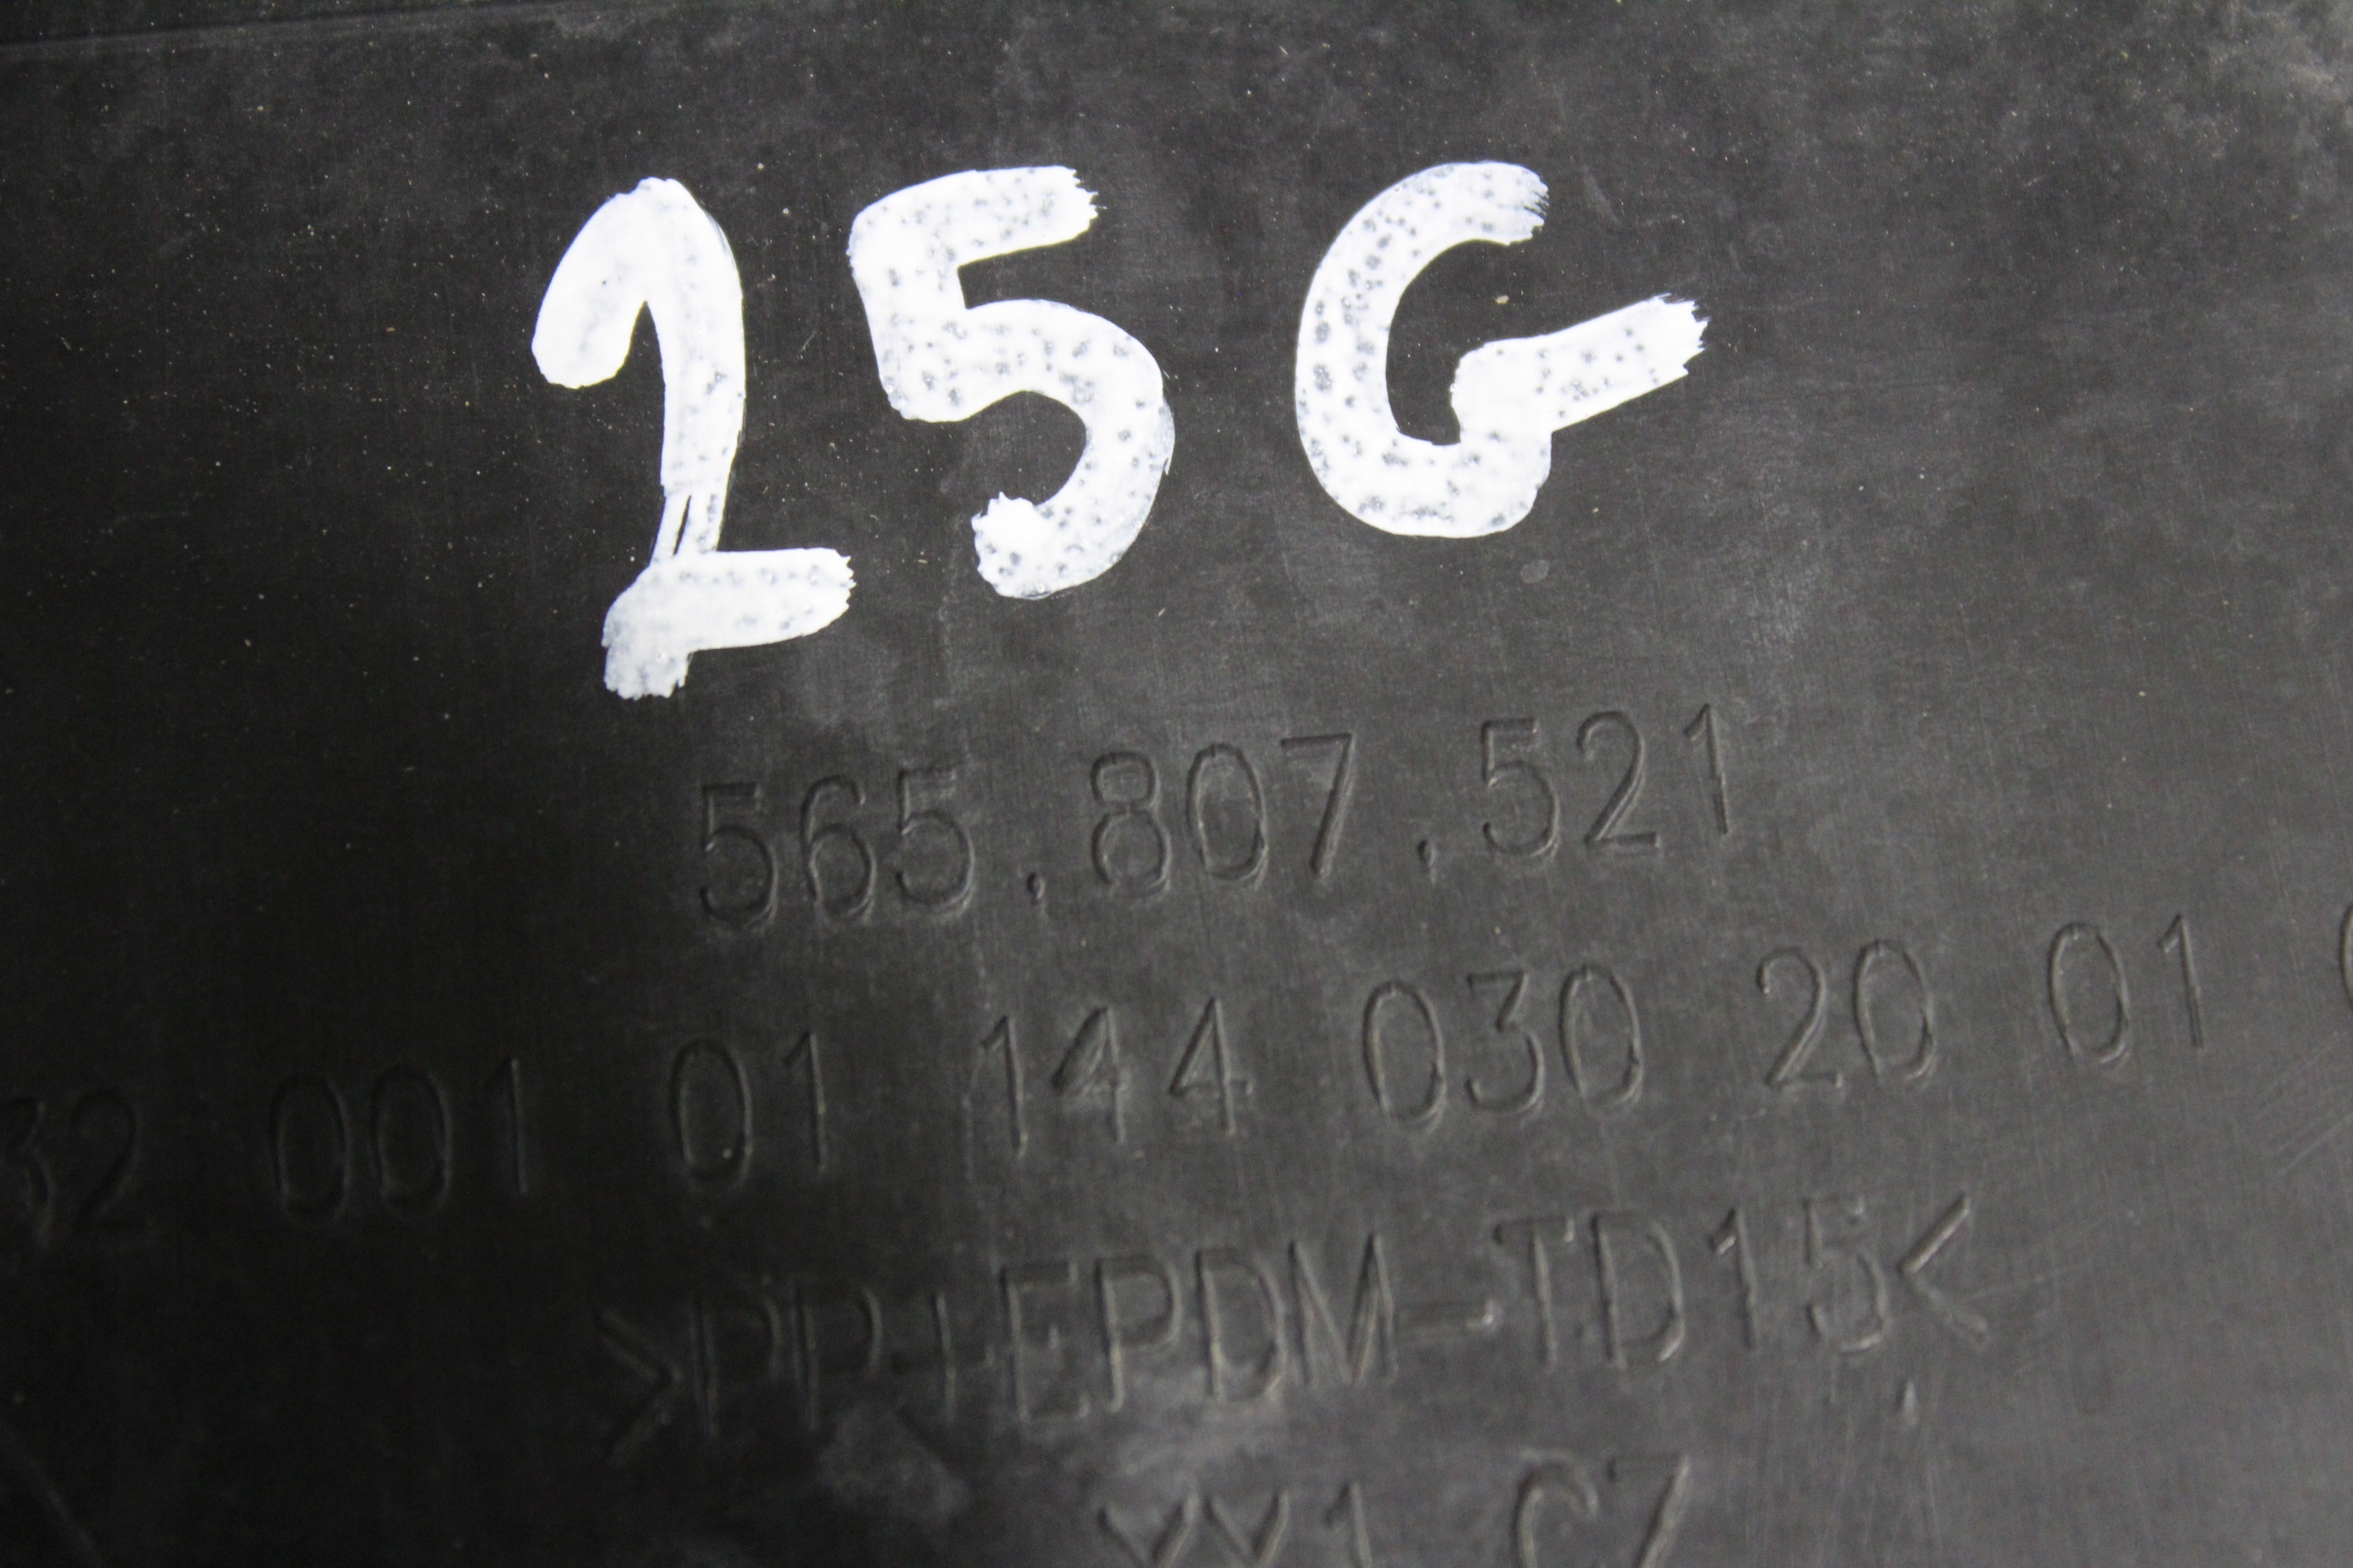 25G
565.807.521
32 001 01 144 030 20 01
>PP+EPDM-TD15<